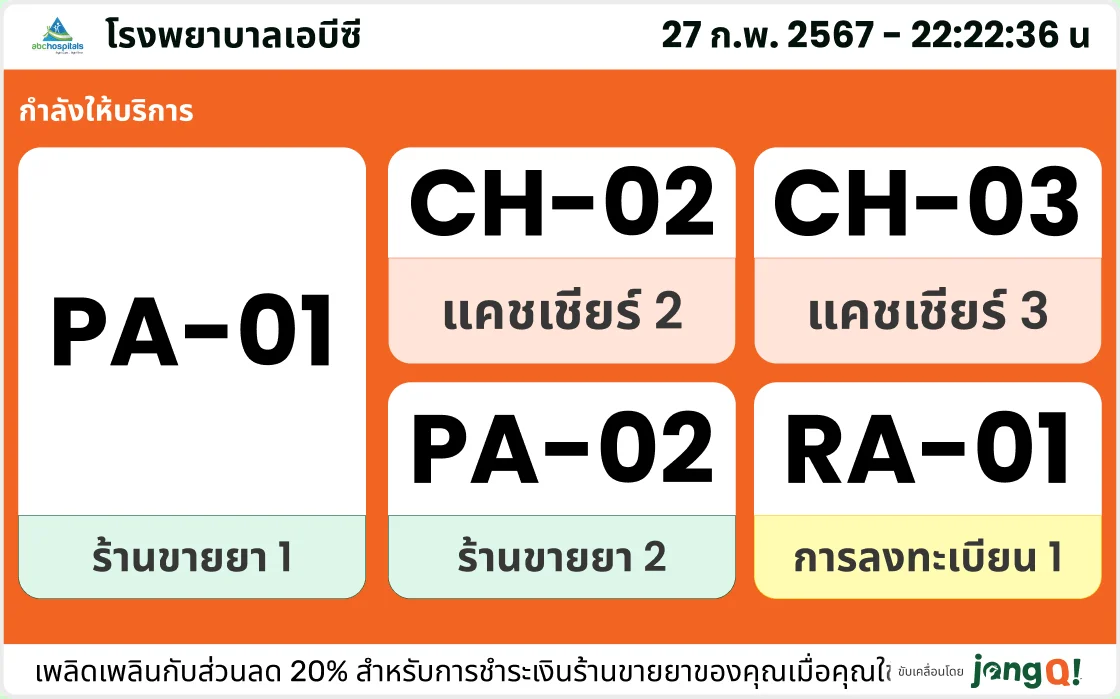 abchospitals
โรงพยาบาลเอบีซี
27 ก.พ. 2567 - 22:22:36 น
กำลังให้บริการ
PA-01
ร้านขายยา 1
CH-02
แคชเชียร์ 2
CH-03
แคชเชียร์ 3
PA-02
ร้านขายยา 2
RA-01
การลงทะเบียน 1
เพลิดเพลินกับส่วนลด 20% สำหรับการชำระเงินร้านขายยาของคุณเมื่อคุณใ
ขับเคลื่อนโดย jongQ!